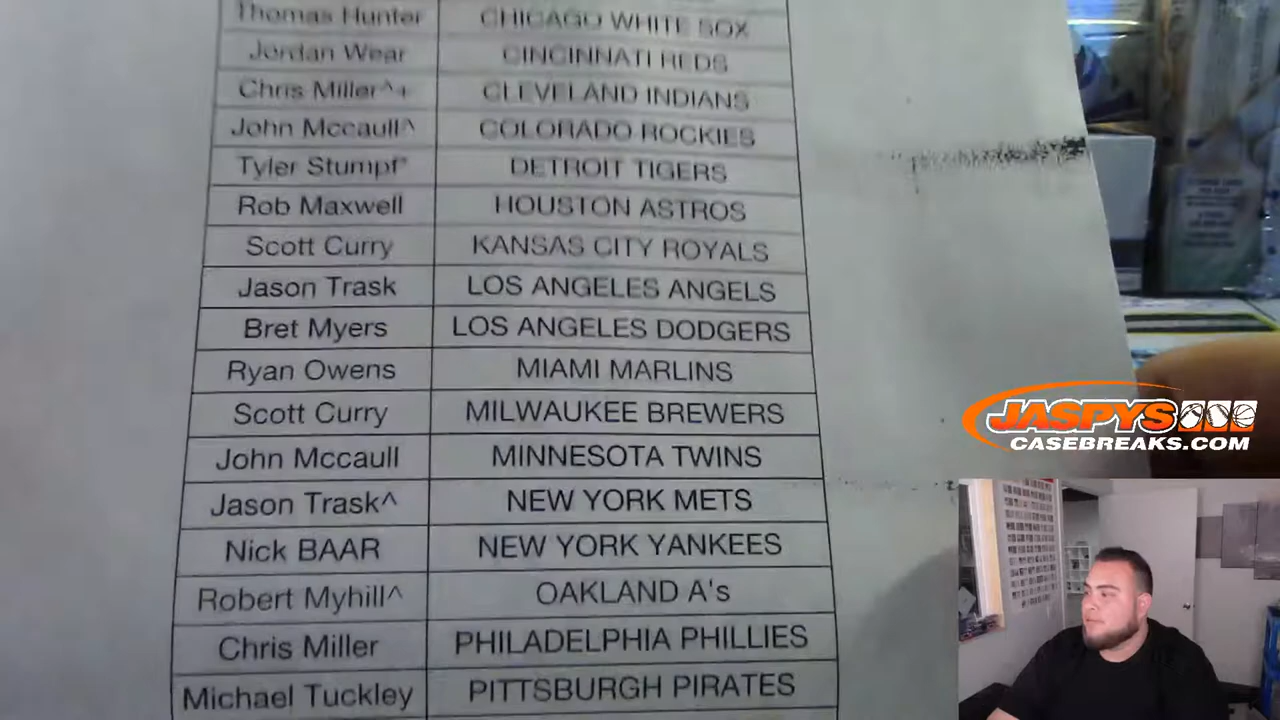 Thomas Hunter CHICAGO WHITE SOX
Jordan Wear CINCINNATI REDS
Chris Miller^+ CLEVELAND INDIANS
John Mccaull^ COLORADO ROCKIES
Tyler Stumpf* DETROIT TIGERS
Rob Maxwell HOUSTON ASTROS
Scott Curry KANSAS CITY ROYALS
Jason Trask LOS ANGELES ANGELS
Bret Myers LOS ANGELES DODGERS
Ryan Owens MIAMI MARLINS
Scott Curry MILWAUKEE BREWERS
John Mccaull MINNESOTA TWINS
Jason Trask^ NEW YORK METS
Nick BAAR NEW YORK YANKEES
Robert Myhill^ OAKLAND A's
Chris Miller PHILADELPHIA PHILLIES
Michael Tuckley PITTSBURGH PIRATES
JASPYS
CASEBREAKS.COM